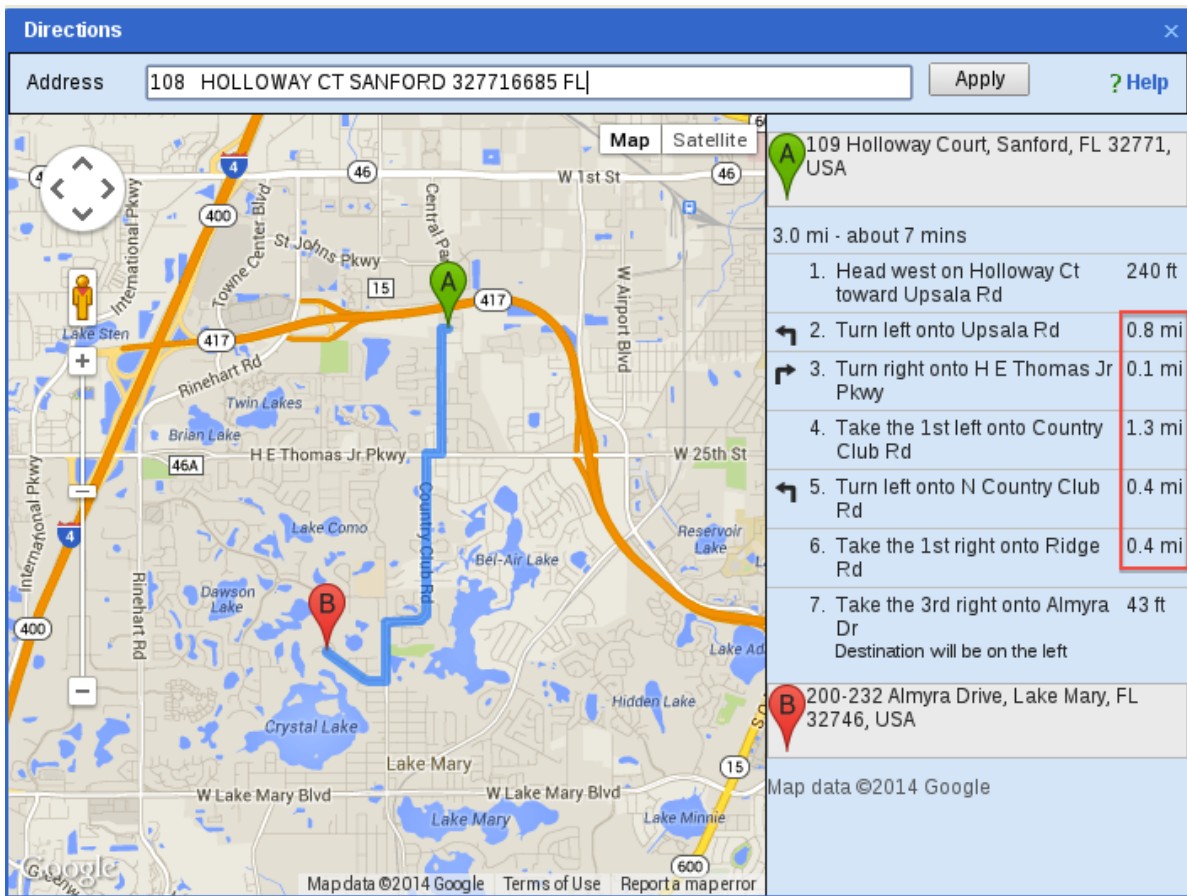 Directions
×
Address
108 HOLLOWAY CT SANFORD 327716685 FL
Apply
? Help
Map
Satellite
4
46
W 1st St
46
400
International Pkwy
Towne Center Blvd
Central Pa
St Johns Pkwy
15
A
417
W Airport Blvd
Lake Sten
417
Rinehart Rd
Twin Lakes
Brian Lake
H E Thomas Jr Pkwy
W 25th St
46A
International Pkwy
Country Club Rd
Lake Como
Reservoir
Lake
4
Bel-Air Lake
Rinehart Rd
Dawson
Lake
B
400
Lake Ad
Hidden Lake
Crystal Lake
Lake Mary
15
W Lake Mary Blvd
W Lake Mary Blvd
Lake Mary
Lake Minnie
600
Google
Map data ©2014 Google
Terms of Use
Report a map error
A
109 Holloway Court, Sanford, FL 32771,
USA
3.0 mi - about 7 mins
1. Head west on Holloway Ct 240 ft
toward Upsala Rd
2. Turn left onto Upsala Rd 0.8 mi
3. Turn right onto H E Thomas Jr 0.1 mi
Pkwy
4. Take the 1st left onto Country 1.3 mi
Club Rd
5. Turn left onto N Country Club 0.4 mi
Rd
6. Take the 1st right onto Ridge 0.4 mi
Rd
7. Take the 3rd right onto Almyra 43 ft
Dr
Destination will be on the left
B
200-232 Almyra Drive, Lake Mary, FL
32746, USA
Map data ©2014 Google